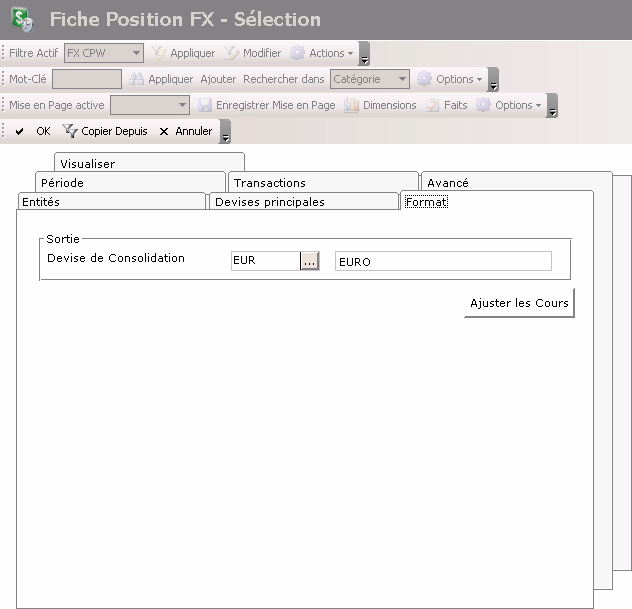 Fiche Position FX - Sélection
Filtre Actif FX CPW Appliquer Modifier Actions
Mot-Clé Appliquer Ajouter Rechercher dans Catégorie Options
Mise en Page active Enregistrer Mise en Page Dimensions Faits Options
OK Copier Depuis Annuler
Visualiser
Période Transactions Avancé
Entités Devises principales Format
Sortie
Devise de Consolidation EUR ... EURO
Ajuster les Cours